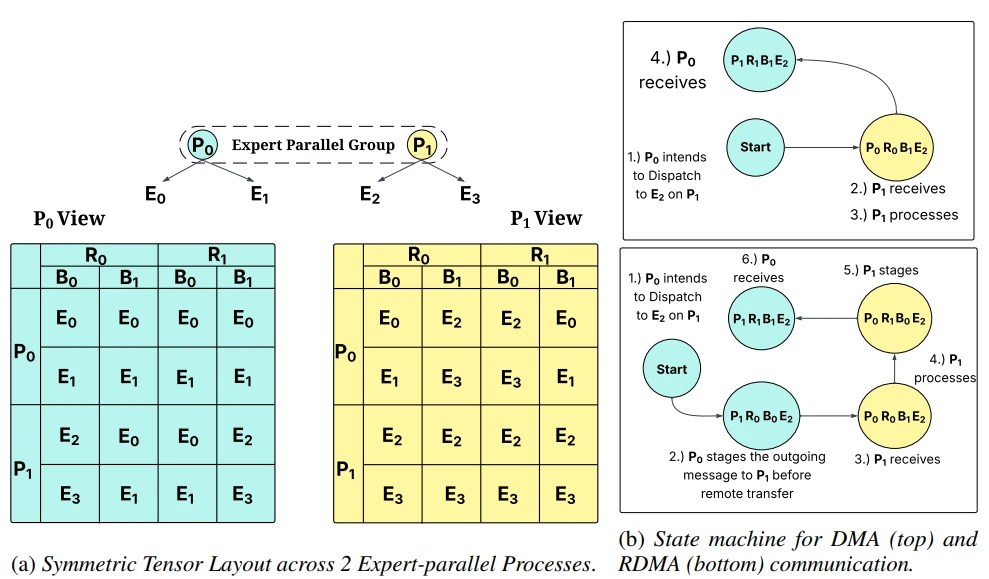 P0 Expert Parallel Group P1
E0 E1 E2 E3
P0 View
R0 R1
B0 B1 B0 B1
P0 E0 E0 E0 E0
E1 E1 E1 E1
P1 E2 E0 E0 E2
E3 E1 E1 E3
P1 View
R0 R1
B0 B1 B0 B1
P0 E0 E2 E2 E0
E1 E3 E3 E1
P1 E2 E2 E2 E2
E3 E3 E3 E3
(a) Symmetric Tensor Layout across 2 Expert-parallel Processes.
4.) P0
receives
P1 R1 B1 E2
1.) P0 intends
to Dispatch
to E2 on P1
Start
P0 R0 B1 E2
2.) P1 receives
3.) P1 processes
1.) P0 intends
to Dispatch
to E2 on P1
6.) P0
receives
5.) P1 stages
P1 R1 B1 E2
P0 R1 B0 E2
Start
4.) P1
processes
P1 R0 B0 E2
P0 R0 B1 E2
2.) P0 stages the outgoing
message to P1 before
remote transfer
3.) P1 receives
(b) State machine for DMA (top) and
RDMA (bottom) communication.